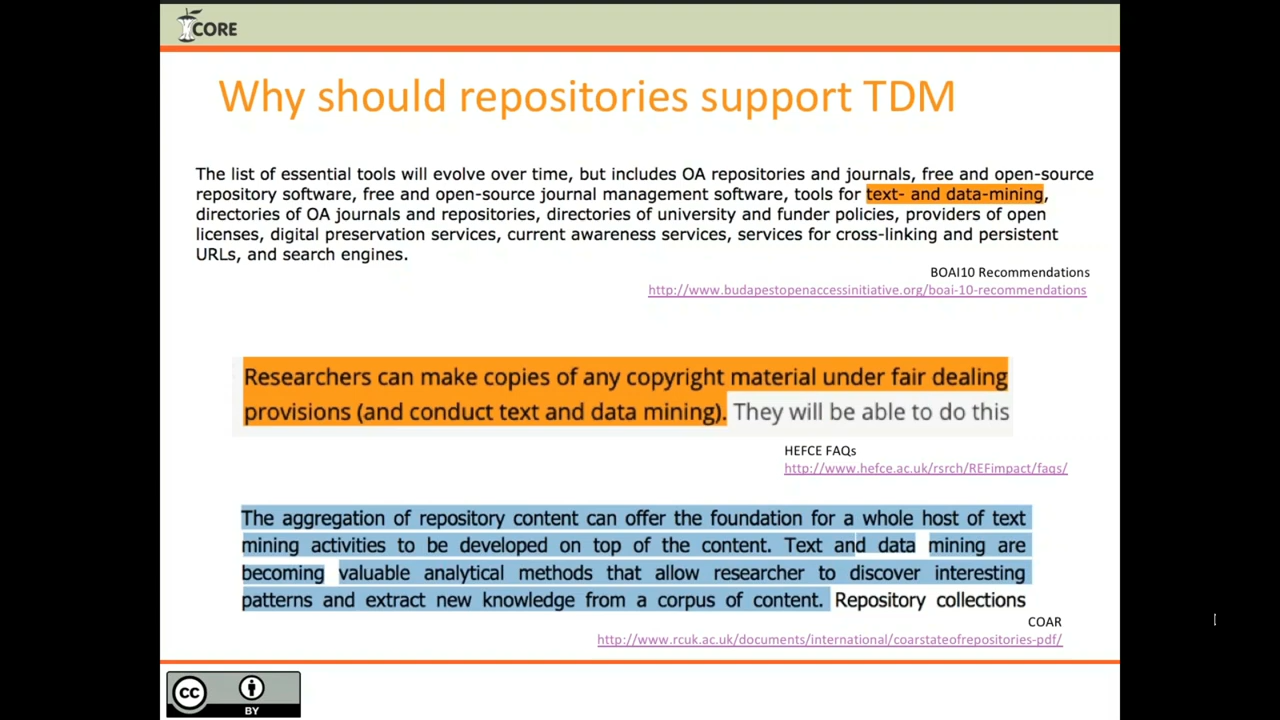 CORE
Why should repositories support TDM
The list of essential tools will evolve over time, but includes OA repositories and journals, free and open-source
repository software, free and open-source journal management software, tools for text- and data-mining,
directories of OA journals and repositories, directories of university and funder policies, providers of open
licenses, digital preservation services, current awareness services, services for cross-linking and persistent
URLs, and search engines.
BOAI10 Recommendations
http://www.budapestopenaccessinitiative.org/boai-10-recommendations
Researchers can make copies of any copyright material under fair dealing
provisions (and conduct text and data mining). They will be able to do this
HEFCE FAQs
http://www.hefce.ac.uk/rsrch/REFimpact/faqs/
The aggregation of repository content can offer the foundation for a whole host of text
mining activities to be developed on top of the content. Text and data mining are
becoming valuable analytical methods that allow researcher to discover interesting
patterns and extract new knowledge from a corpus of content. Repository collections
COAR
http://www.rcuk.ac.uk/documents/international/coarstateofrepositories-pdf/
cc
BY